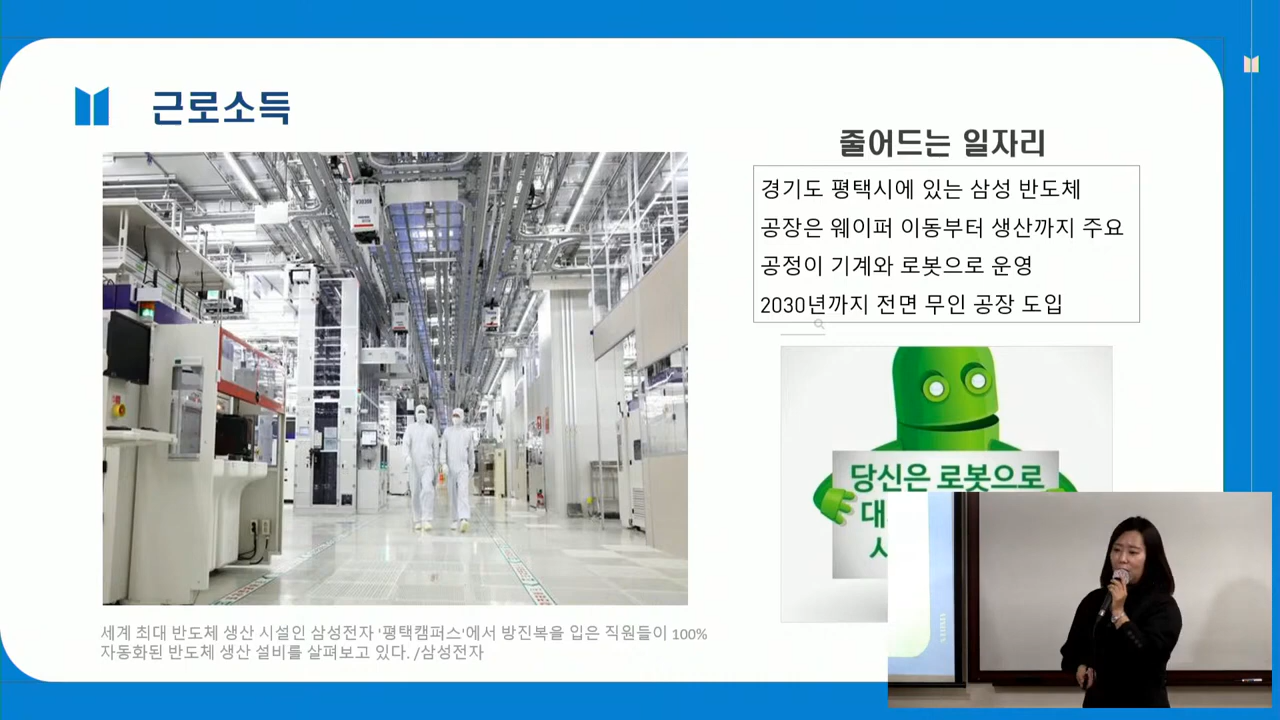 근로소득
줄어드는 일자리
경기도 평택시에 있는 삼성 반도체
공장은 웨이퍼 이동부터 생산까지 주요
공정이 기계와 로봇으로 운영
2030년까지 전면 무인 공장 도입
당신은 로봇으로
세계 최대 반도체 생산 시설인 삼성전자 '평택캠퍼스'에서 방진복을 입은 직원들이 100%
자동화된 반도체 생산 설비를 살펴보고 있다. /삼성전자